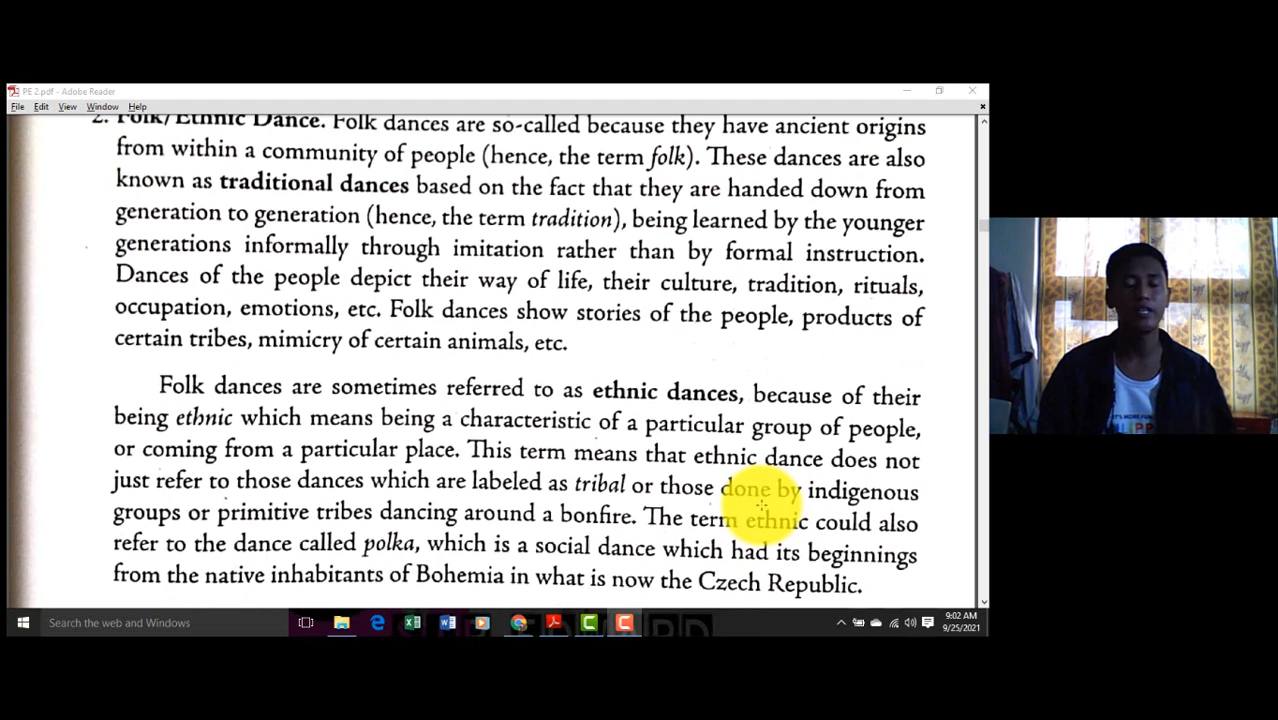 PE 2.pdf - Adobe Reader
File Edit View Window Help
2. Folk/Ethnic Dance. Folk dances are so-called because they have ancient origins
from within a community of people (hence, the term folk). These dances are also
known as traditional dances based on the fact that they are handed down from
generation to generation (hence, the term tradition), being learned by the younger
generations informally through imitation rather than by formal instruction.
Dances of the people depict their way of life, their culture, tradition, rituals,
occupation, emotions, etc. Folk dances show stories of the people, products of
certain tribes, mimicry of certain animals, etc.
Folk dances are sometimes referred to as ethnic dances, because of their
being ethnic which means being a characteristic of a particular group of people,
or coming from a particular place. This term means that ethnic dance does not
just refer to those dances which are labeled as tribal or those done by indigenous
groups or primitive tribes dancing around a bonfire. The term ethnic could also
refer to the dance called polka, which is a social dance which had its beginnings
from the native inhabitants of Bohemia in what is now the Czech Republic.
Search the web and Windows
9:02 AM
9/25/2021